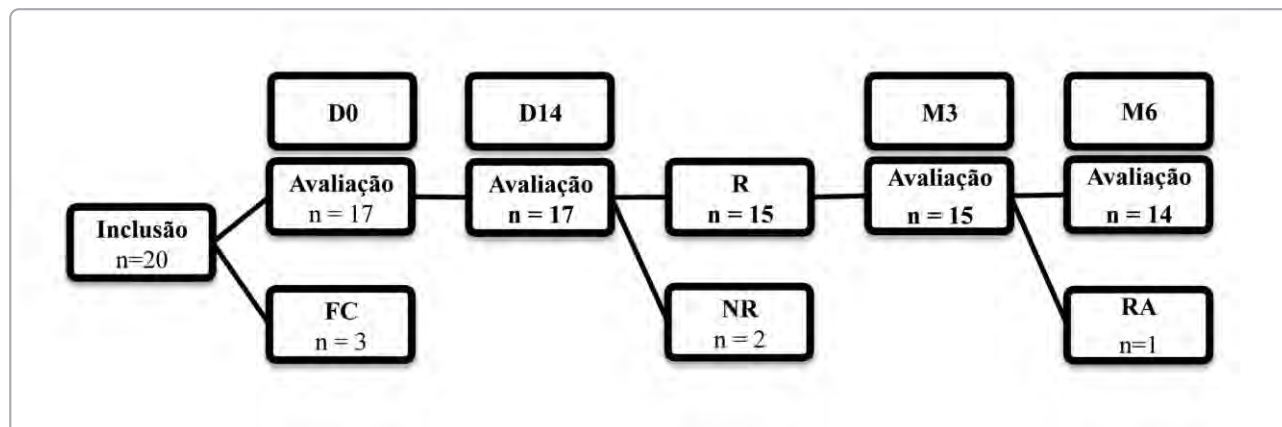 D0
D14
M3
M6
Avaliação
n = 17
Avaliação
n = 17
R
n = 15
Avaliação
n = 15
Avaliação
n = 14
Inclusão
n=20
FC
n = 3
NR
n = 2
RA
n=1